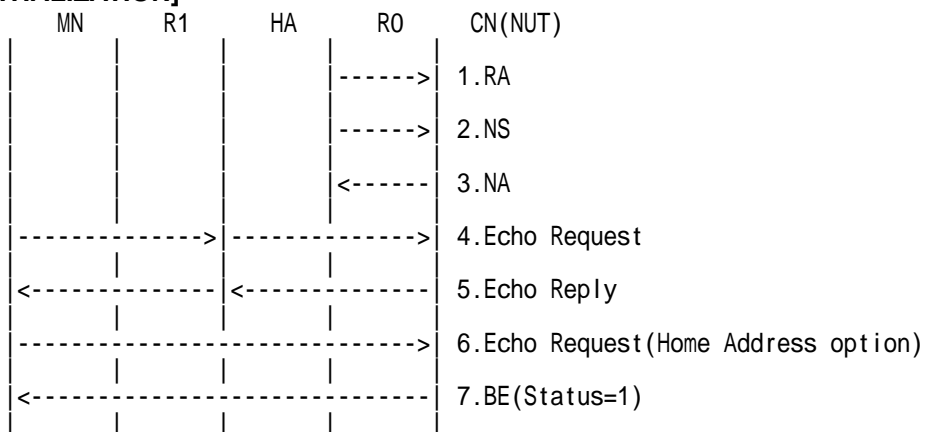 MN R1 HA R0 CN(NUT)
------>| 1.RA
------>| 2.NS
<------| 3.NA
-------------->|-------------->| 4.Echo Request
<--------------|<--------------| 5.Echo Reply
------------------------------>| 6.Echo Request(Home Address option)
<------------------------------| 7.BE(Status=1)